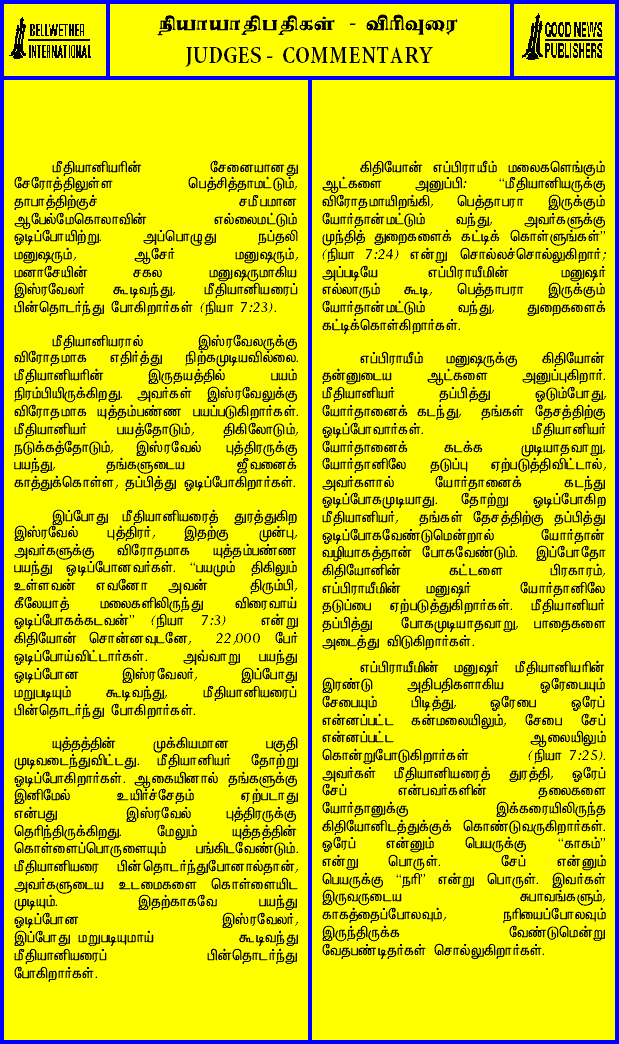 BELLWETHER
INTERNATIONAL
நியாயாதிபதிகள் - விரிவுரை
JUDGES - COMMENTARY
GOOD NEWS
PUBLISHERS
மீதியானியரின் சேனையானது
சேரோத்திலுள்ள பெத்சித்தாமட்டும்,
தாபாத்திற்குச் சமீபமான
ஆபேல்மேகொலாவின் எல்லைமட்டும்
ஓடிப்போயிற்று. அப்பொழுது நப்தலி
மனுஷரும், ஆசேர் மனுஷரும்,
மனாசேயின் சகல மனுஷருமாகிய
இஸ்ரவேலர் கூடிவந்து, மீதியானியரைப்
பின்தொடர்ந்து போகிறார்கள் (நியா 7:23).
மீதியானியரால் இஸ்ரவேலருக்கு
விரோதமாக எதிர்த்து நிற்கமுடியவில்லை.
மீதியானியரின் இருதயத்தில் பயம்
நிரம்பியிருக்கிறது. அவர்கள் இஸ்ரவேலுக்கு
விரோதமாக யுத்தம்பண்ண பயப்படுகிறார்கள்.
மீதியானியர் பயத்தோடும், திகிலோடும்,
நடுக்கத்தோடும், இஸ்ரவேல் புத்திரருக்கு
பயந்து, தங்களுடைய ஜீவனைக்
காத்துக்கொள்ள, தப்பித்து ஓடிப்போகிறார்கள்.
இப்போது மீதியானியரைத் துரத்துகிற
இஸ்ரவேல் புத்திரர், இதற்கு முன்பு,
அவர்களுக்கு விரோதமாக யுத்தம்பண்ண
பயந்து ஓடிப்போனவர்கள். “பயமும் திகிலும்
உள்ளவன் எவனோ அவன் திரும்பி,
கீலேயாத் மலைகளிலிருந்து விரைவாய்
ஓடிப்போகக்கடவன்” (நியா 7:3) என்று
கிதியோன் சொன்னவுடனே, 22,000 பேர்
ஓடிப்போய்விட்டார்கள். அவ்வாறு பயந்து
ஓடிப்போன இஸ்ரவேலர், இப்போது
மறுபடியும் கூடிவந்து, மீதியானியரைப்
பின்தொடர்ந்து போகிறார்கள்.
யுத்தத்தின் முக்கியமான பகுதி
முடிவடைந்துவிட்டது. மீதியானியர் தோற்று
ஓடிப்போகிறார்கள். ஆகையினால் தங்களுக்கு
இனிமேல் உயிர்ச்சேதம் ஏற்படாது
என்பது இஸ்ரவேல் புத்திரருக்கு
தெரிந்திருக்கிறது. மேலும் யுத்தத்தின்
கொள்ளைப்பொருளையும் பங்கிடவேண்டும்.
மீதியானியரை பின்தொடர்ந்துபோனால்தான்,
அவர்களுடைய உடமைகளை கொள்ளையிட
முடியும். இதற்காகவே பயந்து
ஓடிப்போன இஸ்ரவேலர்,
இப்போது மறுபடியுமாய் கூடிவந்து
மீதியானியரைப் பின்தொடர்ந்து
போகிறார்கள்.
கிதியோன் எப்பிராயீம் மலைகளெங்கும்
ஆட்களை அனுப்பி: “மீதியானியருக்கு
விரோதமாயிறங்கி, பெத்தாபரா இருக்கும்
யோர்தான்மட்டும் வந்து, அவர்களுக்கு
முந்தித் துறைகளைக் கட்டிக் கொள்ளுங்கள்”
(நியா 7:24) என்று சொல்லச்சொல்லுகிறார்;
அப்படியே எப்பிராயீமின் மனுஷர்
எல்லாரும் கூடி, பெத்தாபரா இருக்கும்
யோர்தான்மட்டும் வந்து, துறைகளைக்
கட்டிக்கொள்கிறார்கள்.
எப்பிராயீம் மனுஷருக்கு கிதியோன்
தன்னுடைய ஆட்களை அனுப்புகிறார்.
மீதியானியர் தப்பித்து ஓடும்போது,
யோர்தானைக் கடந்து, தங்கள் தேசத்திற்கு
ஓடிப்போவார்கள். மீதியானியர்
யோர்தானைக் கடக்க முடியாதவாறு,
யோர்தானிலே தடுப்பு ஏற்படுத்திவிட்டால்,
அவர்களால் யோர்தானைக் கடந்து
ஓடிப்போகமுடியாது. தோற்று ஓடிப்போகிற
மீதியானியர், தங்கள் தேசத்திற்கு தப்பித்து
ஓடிப்போகவேண்டுமென்றால் யோர்தான்
வழியாகத்தான் போகவேண்டும். இப்போதோ
கிதியோனின் கட்டளை பிரகாரம்,
எப்பிராயீமின் மனுஷர் யோர்தானிலே
தடுப்பை ஏற்படுத்துகிறார்கள். மீதியானியர்
தப்பித்து போகமுடியாதவாறு, பாதைகளை
அடைத்து விடுகிறார்கள்.
எப்பிராயீமின் மனுஷர் மீதியானியரின்
இரண்டு அதிபதிகளாகிய ஓரேபையும்
சேபையும் பிடித்து, ஓரேபை ஓரேப்
என்னப்பட்ட கன்மலையிலும், சேபை சேப்
என்னப்பட்ட ஆலையிலும்
கொன்றுபோடுகிறார்கள் (நியா 7:25).
அவர்கள் மீதியானியரைத் துரத்தி, ஓரேப்
சேப் என்பவர்களின் தலைகளை
யோர்தானுக்கு இக்கரையிலிருந்த
கிதியோனிடத்துக்குக் கொண்டுவருகிறார்கள்.
ஓரேப் என்னும் பெயருக்கு “காகம்”
என்று பொருள். சேப் என்னும்
பெயருக்கு “நரி” என்று பொருள். இவர்கள்
இருவருடைய சுபாவங்களும்,
காகத்தைப்போலவும், நரியைப்போலவும்
இருந்திருக்க வேண்டுமென்று
வேதபண்டிதர்கள் சொல்லுகிறார்கள்.